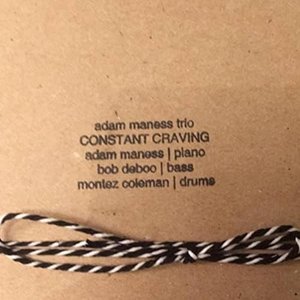 adam maness trio
CONSTANT CRAVING
adam maness | piano
bob deboo | bass
montez coleman | drums